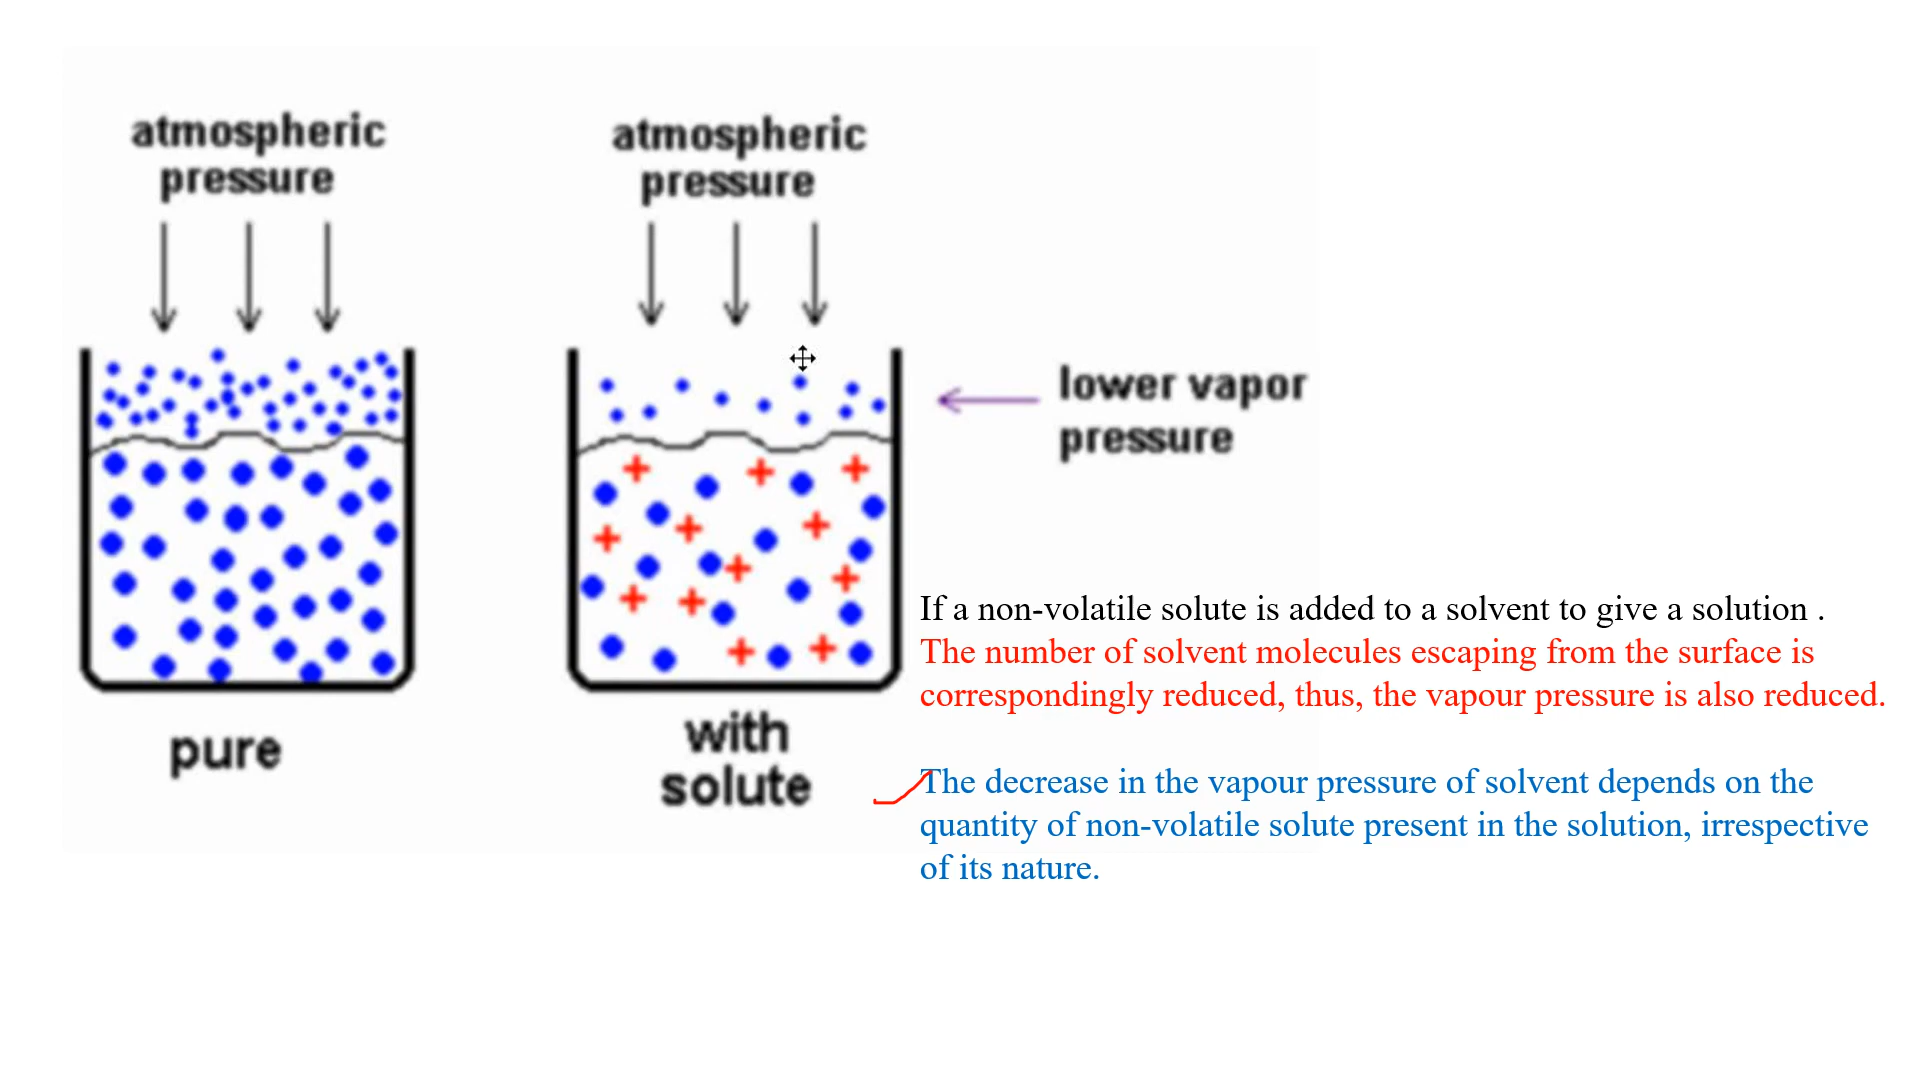 atmospheric
pressure
atmospheric
pressure
lower vapor
pressure
pure
with
solute
If a non-volatile solute is added to a solvent to give a solution .
The number of solvent molecules escaping from the surface is
correspondingly reduced, thus, the vapour pressure is also reduced.
The decrease in the vapour pressure of solvent depends on the
quantity of non-volatile solute present in the solution, irrespective
of its nature.